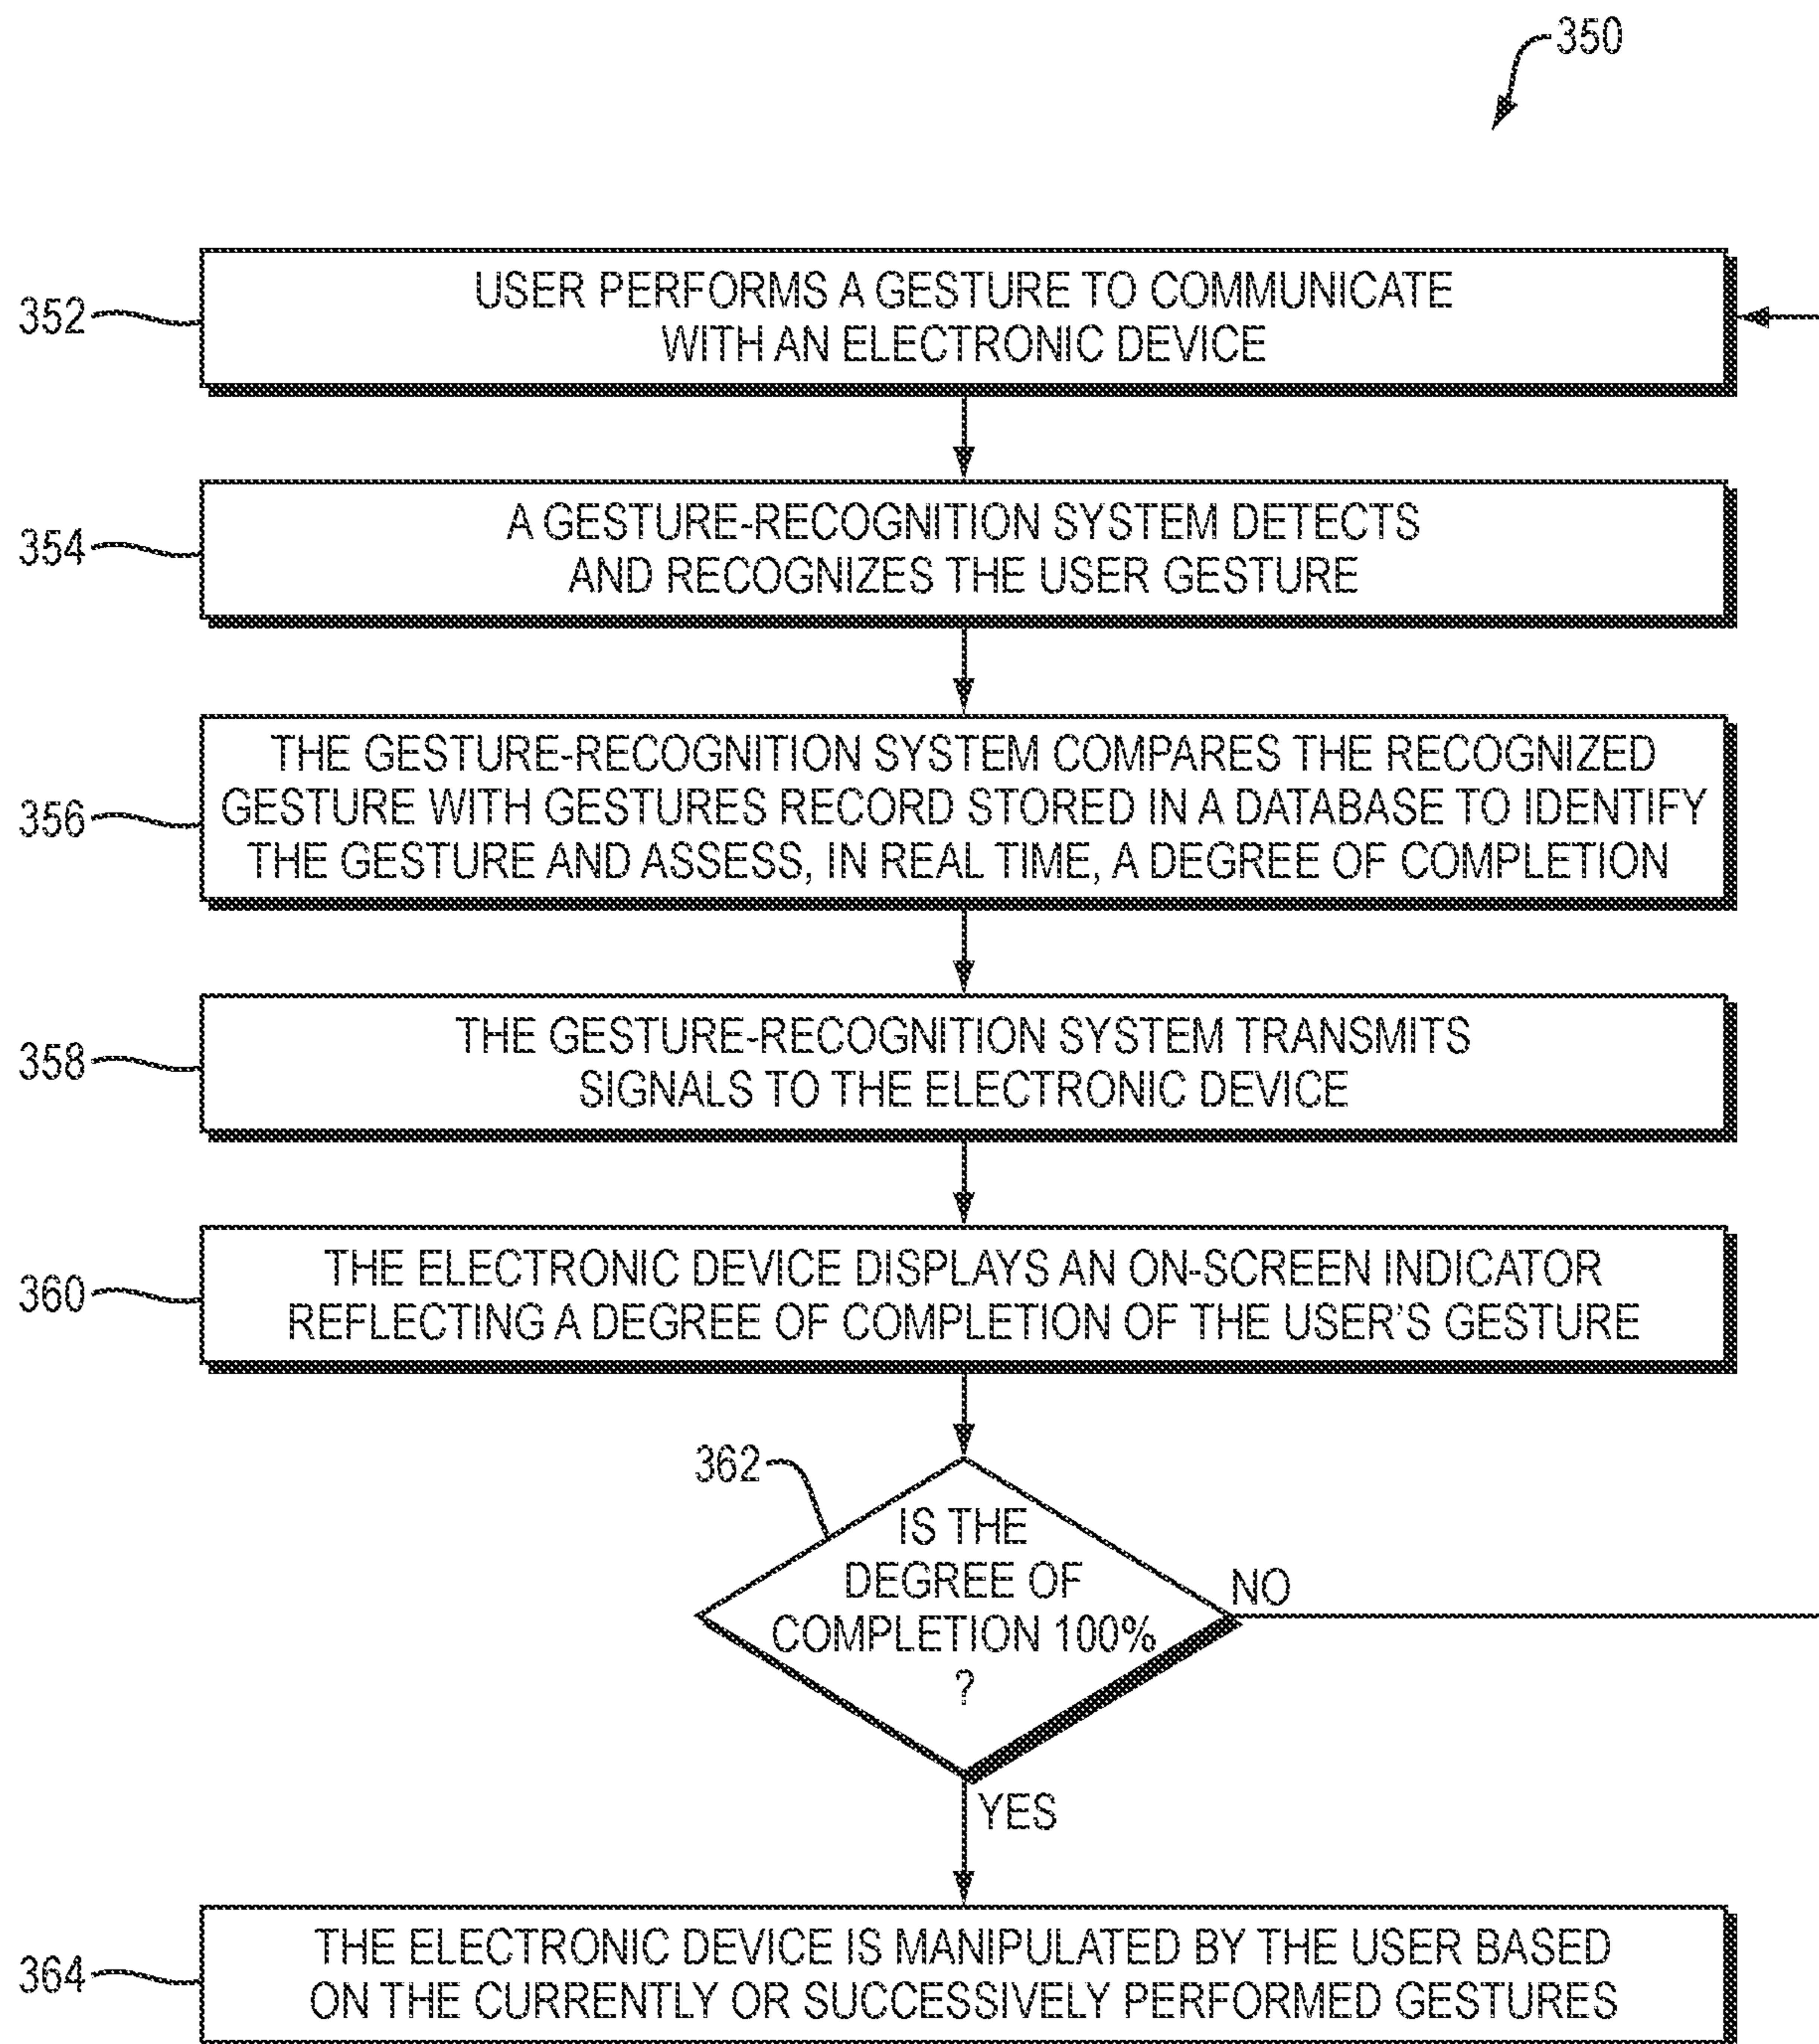 350
352
USER PERFORMS A GESTURE TO COMMUNICATE
WITH AN ELECTRONIC DEVICE
354
A GESTURE-RECOGNITION SYSTEM DETECTS
AND RECOGNIZES THE USER GESTURE
356
THE GESTURE-RECOGNITION SYSTEM COMPARES THE RECOGNIZED
GESTURE WITH GESTURES RECORD STORED IN A DATABASE TO IDENTIFY
THE GESTURE AND ASSESS, IN REAL TIME, A DEGREE OF COMPLETION
358
THE GESTURE-RECOGNITION SYSTEM TRANSMITS
SIGNALS TO THE ELECTRONIC DEVICE
360
THE ELECTRONIC DEVICE DISPLAYS AN ON-SCREEN INDICATOR
REFLECTING A DEGREE OF COMPLETION OF THE USER'S GESTURE
362
IS THE
DEGREE OF
COMPLETION 100%
?
NO
YES
364
THE ELECTRONIC DEVICE IS MANIPULATED BY THE USER BASED
ON THE CURRENTLY OR SUCCESSIVELY PERFORMED GESTURES